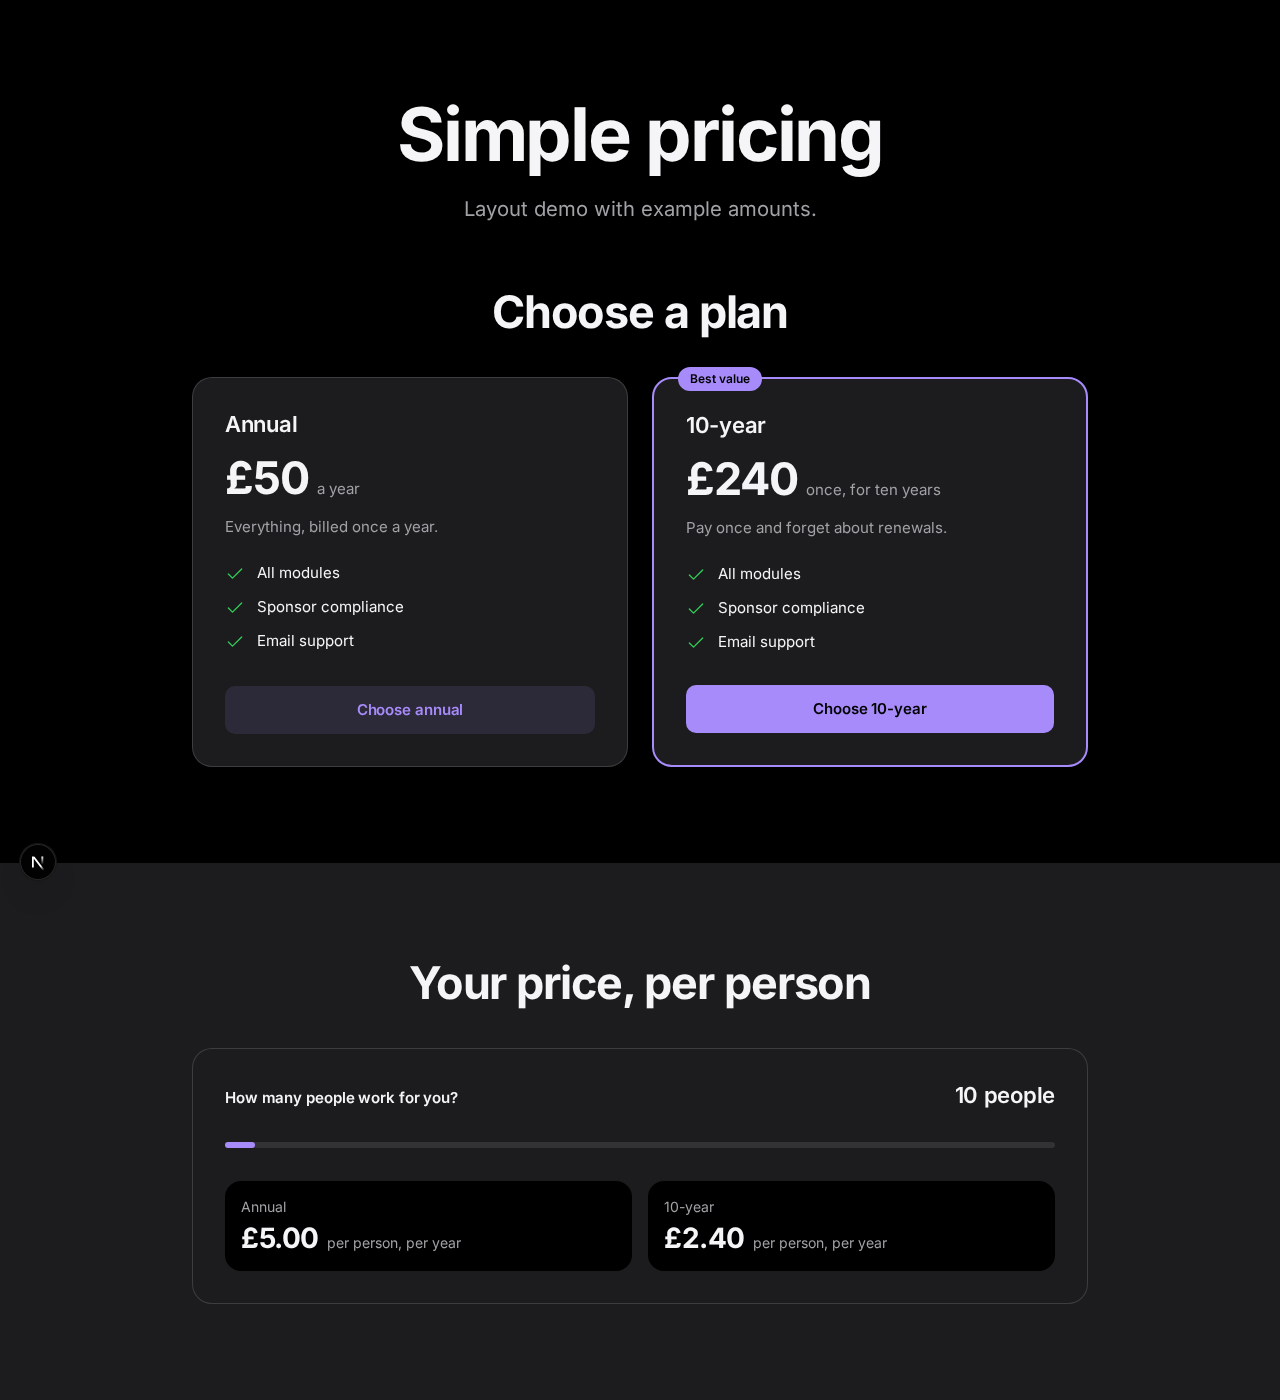 Simple pricing
Layout demo with example amounts.
Choose a plan
Annual
£50 a year
Everything, billed once a year.
All modules
Sponsor compliance
Email support
Choose annual
Best value
10-year
£240 once, for ten years
Pay once and forget about renewals.
All modules
Sponsor compliance
Email support
Choose 10-year
N
Your price, per person
How many people work for you?
10 people
Annual
£5.00 per person, per year
10-year
£2.40 per person, per year